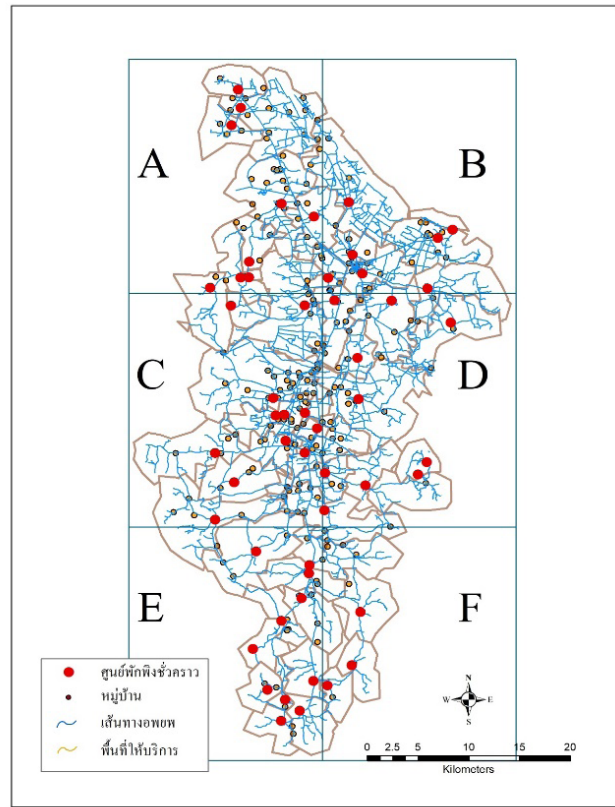 A
B
C
D
E
F
ศูนย์พักพิงชั่วคราว
หมู่บ้าน
เส้นทางอพยพ
พื้นที่ให้บริการ
N
W E
S
0 2.5 5 10 15 20
Kilometers